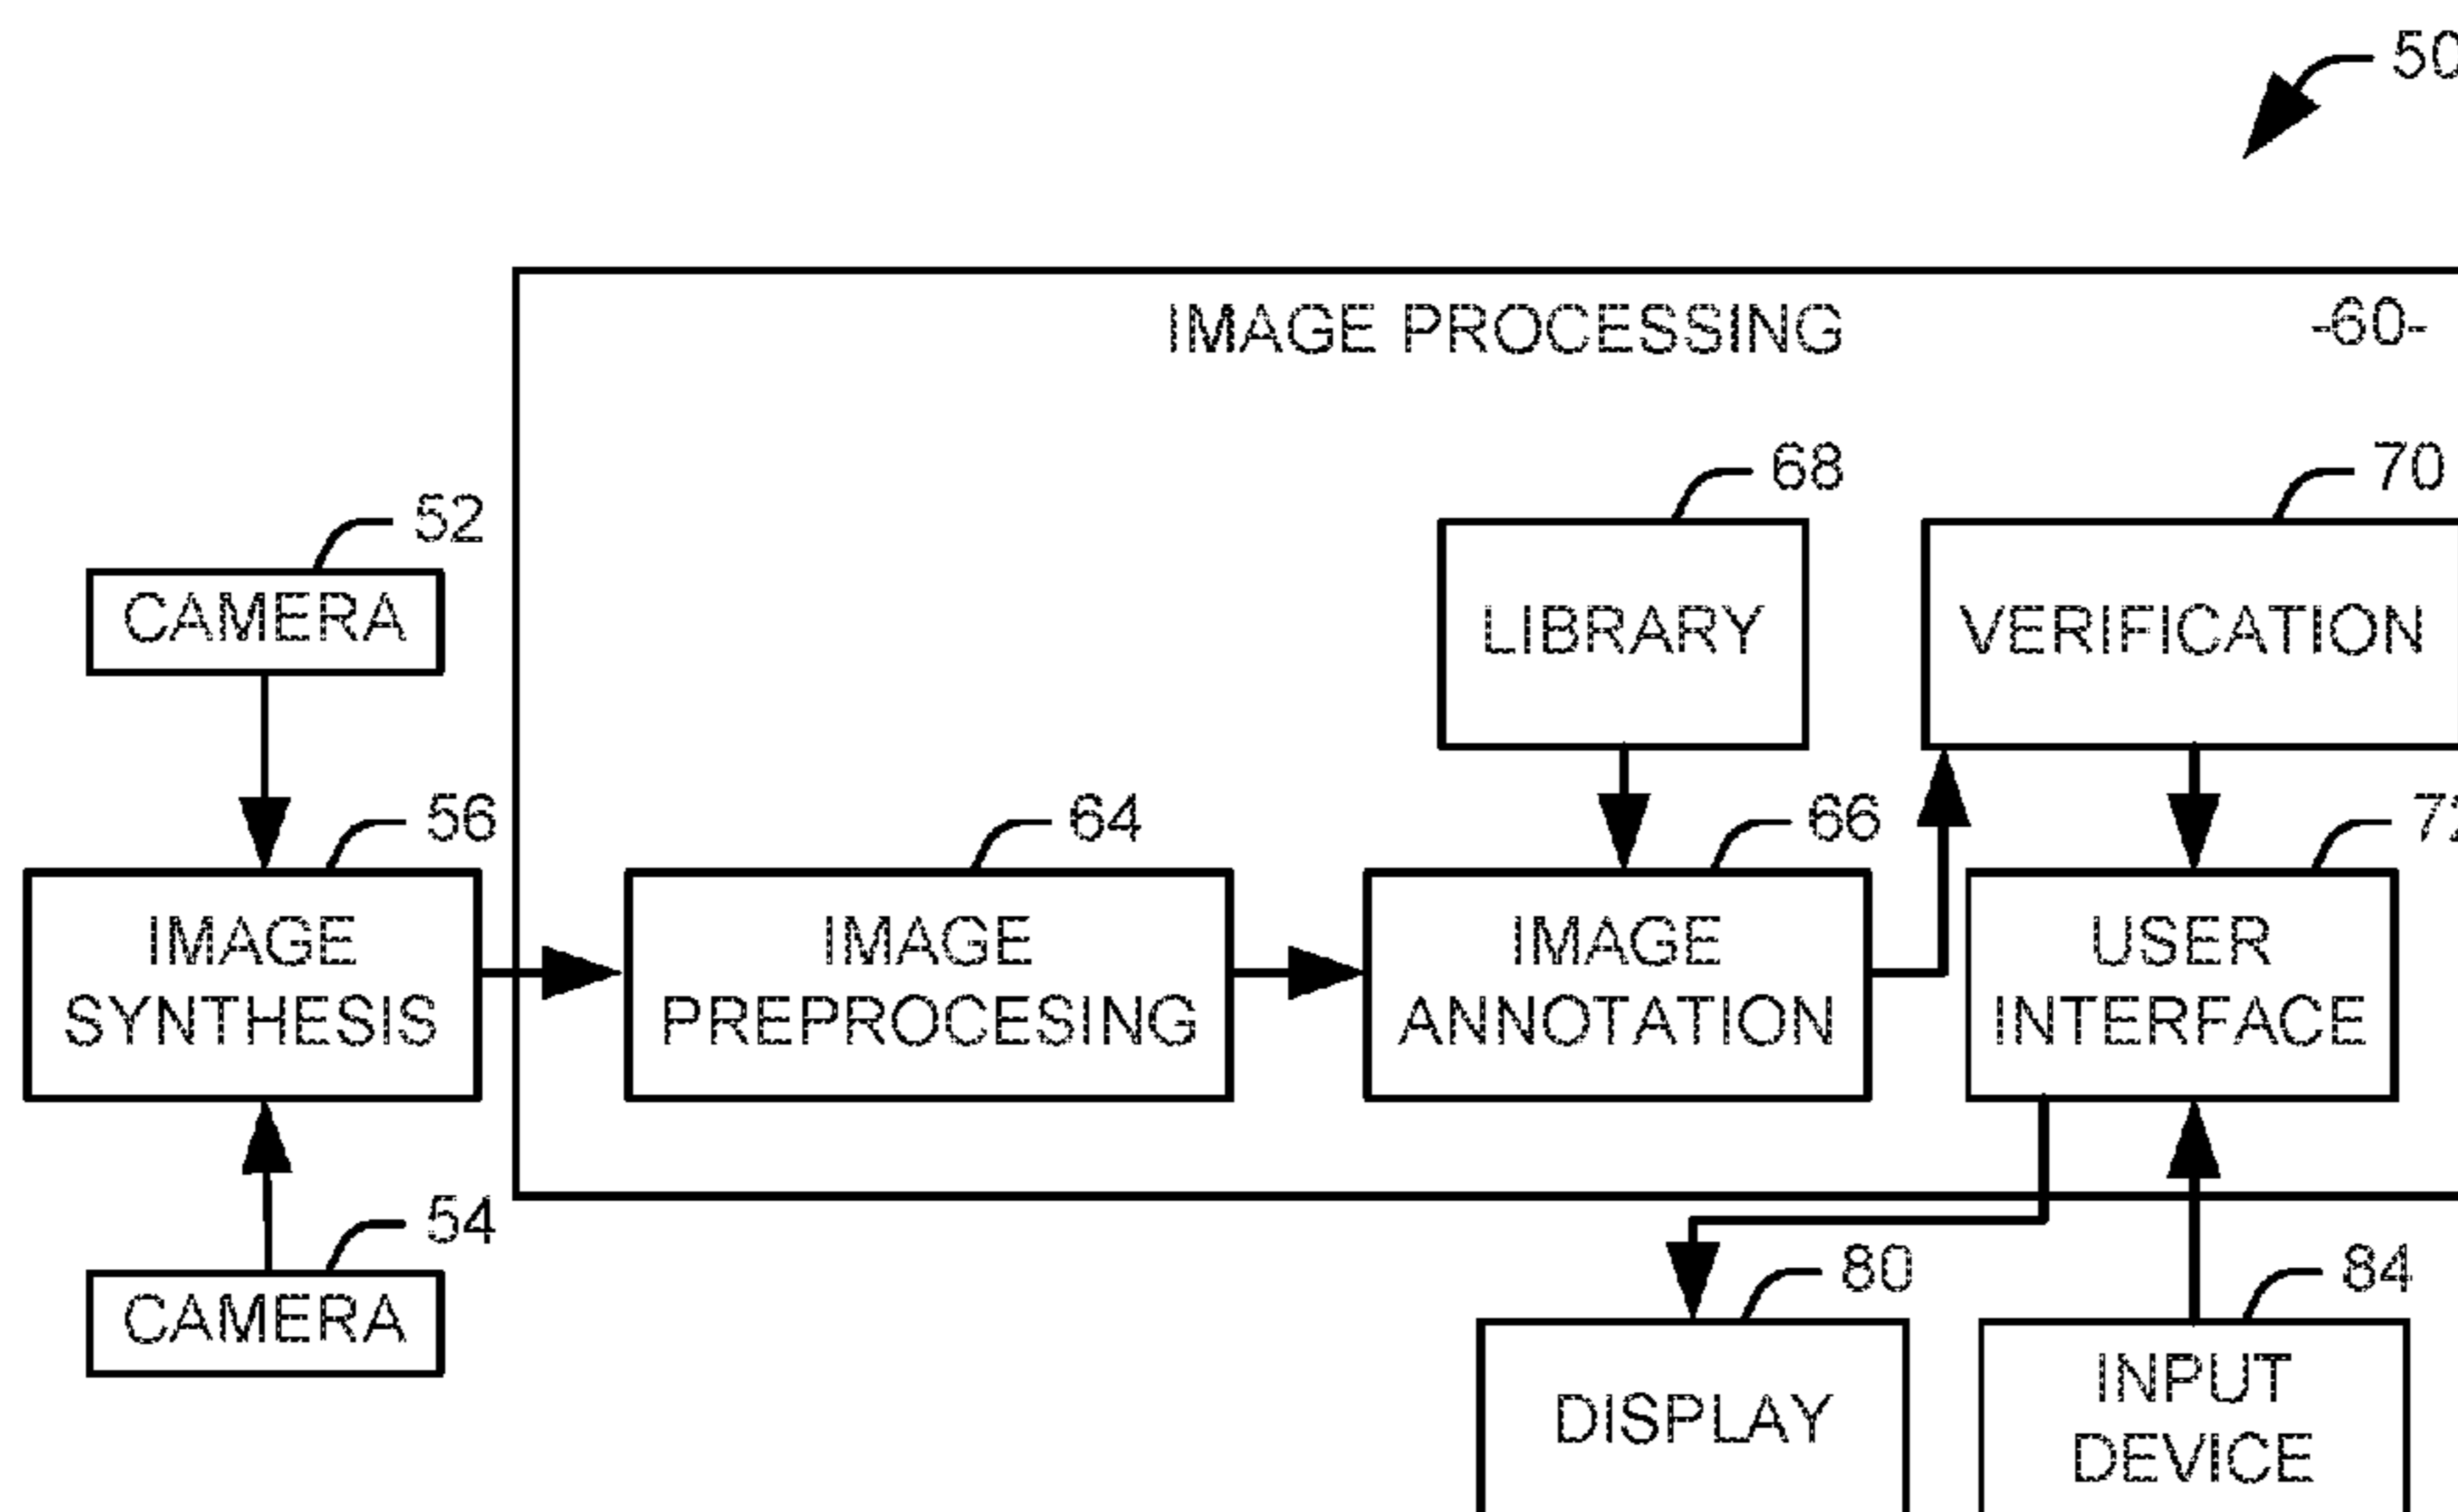 50
IMAGE PROCESSING
-60-
68
70
52
CAMERA
LIBRARY
VERIFICATION
56
64
66
72
IMAGE
SYNTHESIS
IMAGE
PREPROCESING
IMAGE
ANNOTATION
USER
INTERFACE
54
80
84
CAMERA
DISPLAY
INPUT
DEVICE